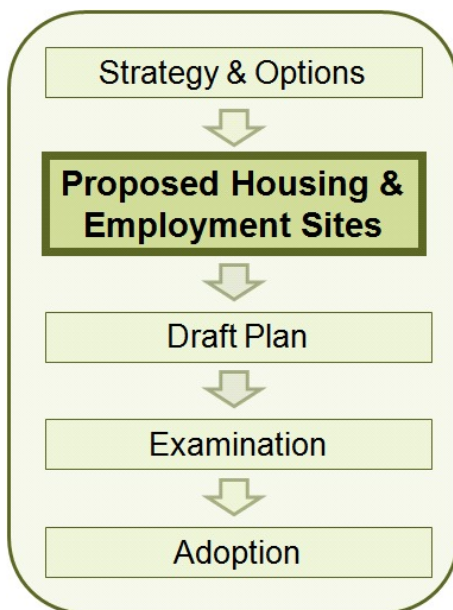 Strategy & Options
Proposed Housing &
Employment Sites
Draft Plan
Examination
Adoption